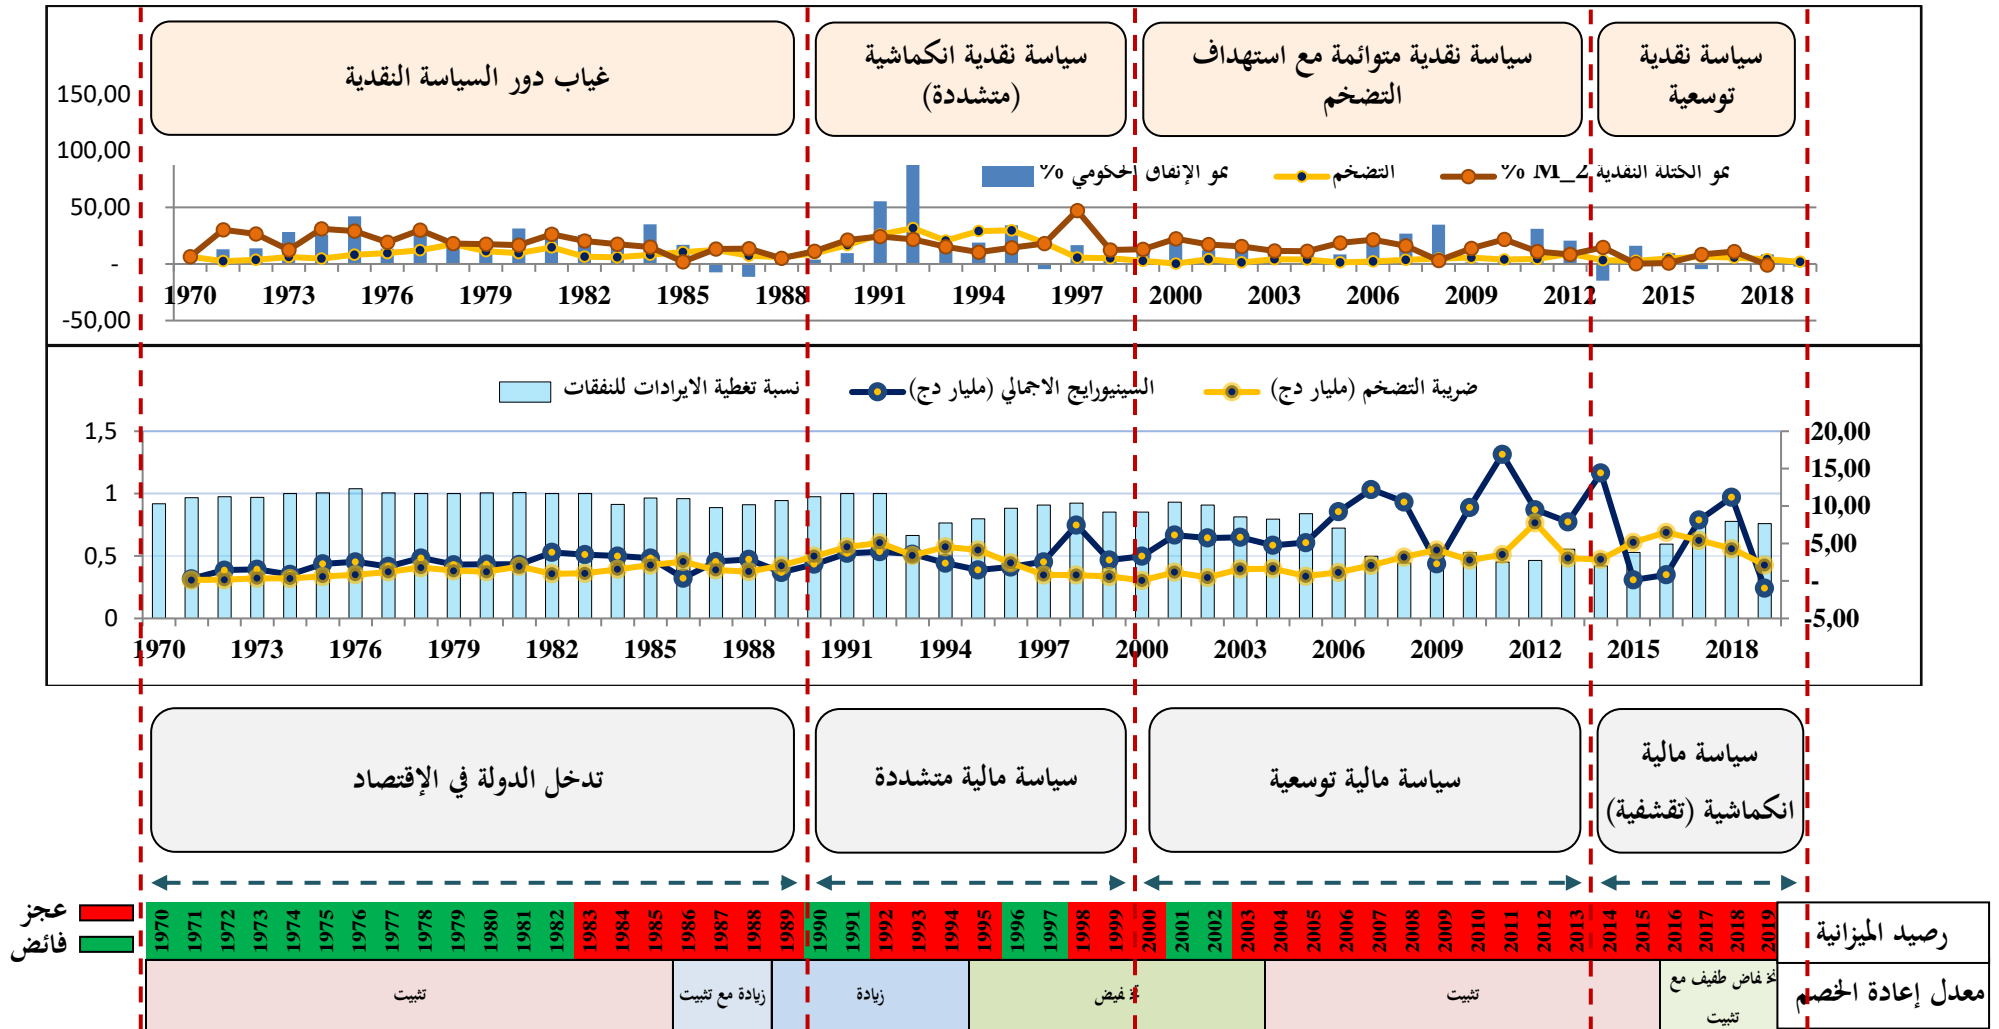 غياب دور السياسة النقدية
سياسة نقدية انكماشية
(متشددة)
سياسة نقدية متوائمة مع استهداف
التضخم
سياسة نقدية
توسعية
150,00
100,00
50,00
-
-50,00
نمو الكتلة النقدية M_2 %
التضخم
نمو الإنفاق الحكومي %
1970 1973 1976 1979 1982 1985 1988 1991 1994 1997 2000 2003 2006 2009 2012 2015 2018
نسبة تغطية الايرادات للنفقات
السينيورايج الاجمالي (مليار دج)
ضريبة التضخم (مليار دج)
1,5
1
0,5
0
20,00
15,00
10,00
5,00
-
-5,00
1970 1973 1976 1979 1982 1985 1988 1991 1994 1997 2000 2003 2006 2009 2012 2015 2018
تدخل الدولة في الإقتصاد
سياسة مالية متشددة
سياسة مالية توسعية
سياسة مالية
انكماشية (تقشفية)
عجز
فائض
1970 1971 1972 1973 1974 1975 1976 1977 1978 1979 1980 1981 1982 1983 1984 1985 1986 1987 1988 1989 1990 1991 1992 1993 1994 1995 1996 1997 1998 1999 2000 2001 2002 2003 2004 2005 2006 2007 2008 2009 2010 2011 2012 2013 2014 2015 2016 2017 2018 2019
رصيد الميزانية
تثبيت
زيادة مع تثبيت
زيادة
تخفيض
تثبيت
انخفاض طفيف مع
تثبيت
معدل إعادة الخصم